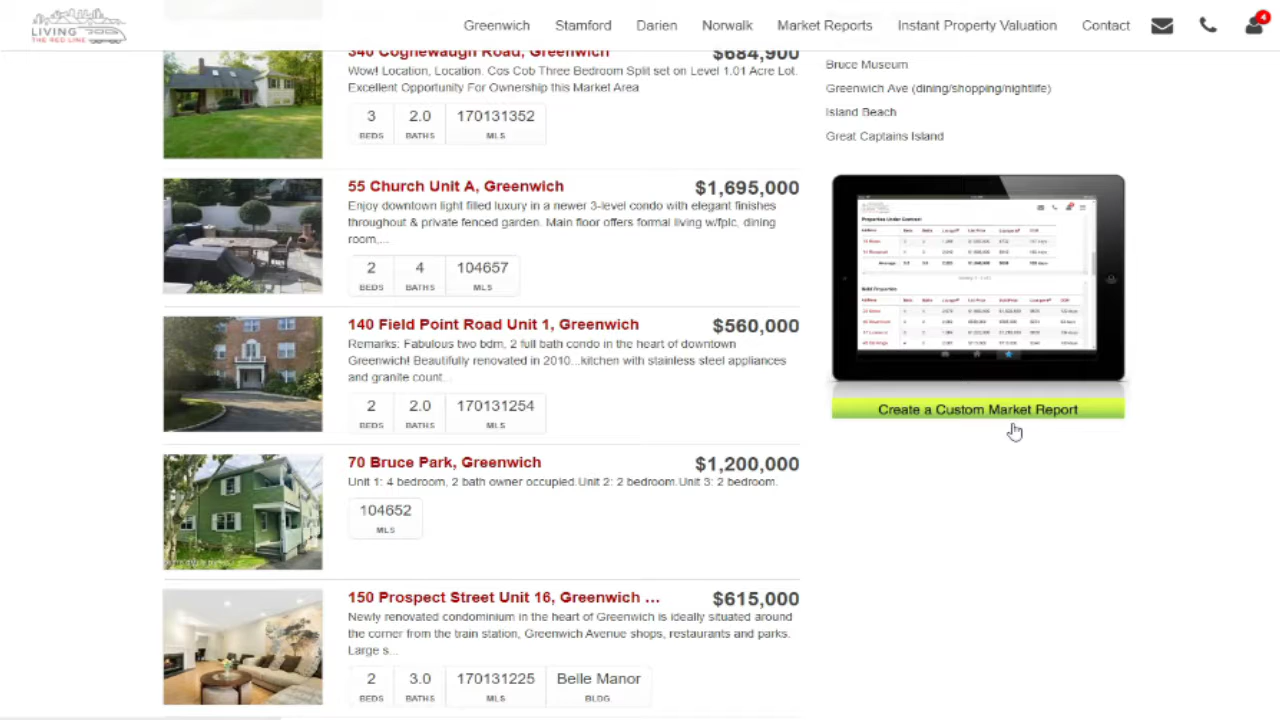 LIVING
THE RED LINE
Greenwich
Stamford
Darien
Norwalk
Market Reports
Instant Property Valuation
Contact
4
340 Cognewaugh Road, Greenwich
$684,900
Wow! Location, Location. Cos Cob Three Bedroom Split set on Level 1.01 Acre Lot.
Excellent Opportunity For Ownership this Market Area
3 2.0 170131352
BEDS BATHS MLS
55 Church Unit A, Greenwich
$1,695,000
Enjoy downtown light filled luxury in a newer 3-level condo with elegant finishes
throughout & private fenced garden. Main floor offers formal living w/fplc, dining
room,...
2 4 104657
BEDS BATHS MLS
140 Field Point Road Unit 1, Greenwich
$560,000
Remarks: Fabulous two bdm, 2 full bath condo in the heart of downtown
Greenwich! Beautifully renovated in 2010...kitchen with stainless steel appliances
and granite count...
2 2.0 170131254
BEDS BATHS MLS
70 Bruce Park, Greenwich
$1,200,000
Unit 1: 4 bedroom, 2 bath owner occupied.Unit 2: 2 bedroom.Unit 3: 2 bedroom.
104652
MLS
150 Prospect Street Unit 16, Greenwich ...
$615,000
Newly renovated condominium in the heart of Greenwich is ideally situated around
the corner from the train station, Greenwich Avenue shops, restaurants and parks.
Large s...
2 3.0 170131225 Belle Manor
BEDS BATHS MLS BLDG
Bruce Museum
Greenwich Ave (dining/shopping/nightlife)
Island Beach
Great Captains Island
Properties Under Contract
Sold Properties
Create a Custom Market Report